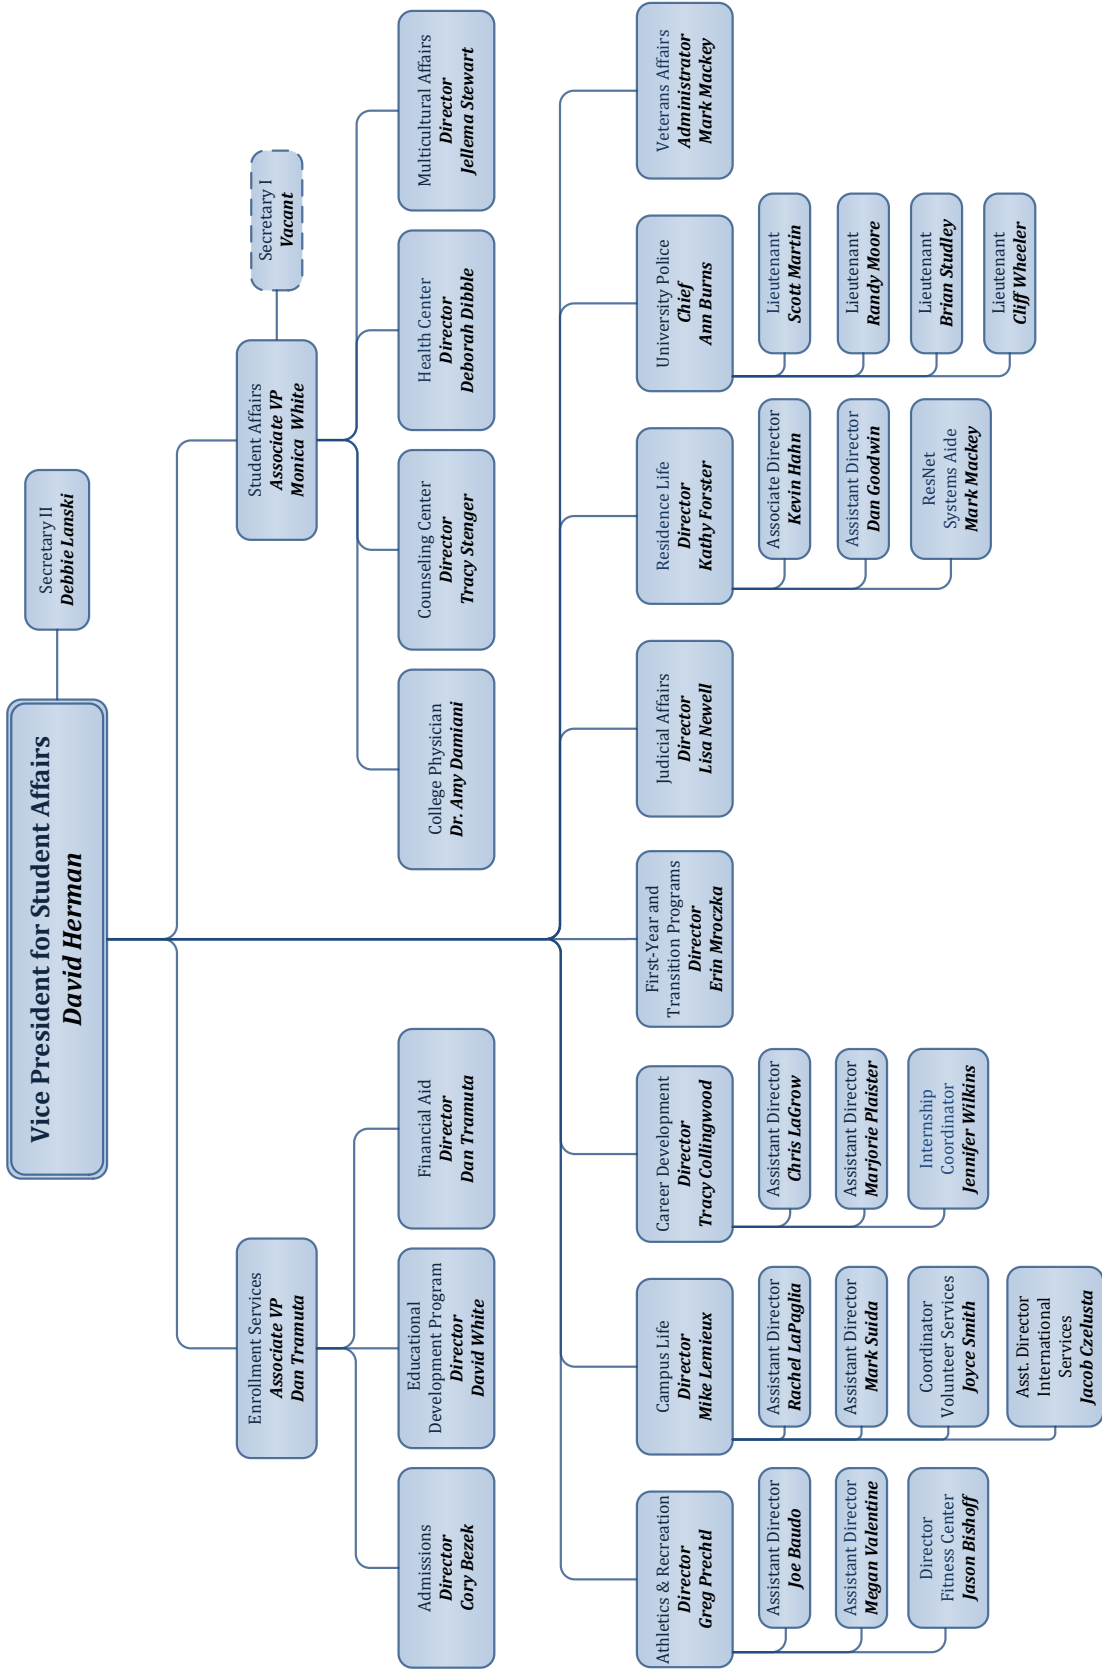 Vice President for Student Affairs
David Herman
Secretary II
Debbie Lanski
Enrollment Services
Associate VP
Dan Tramuta
Student Affairs
Associate VP
Monica White
Secretary I
Vacant
Admissions
Director
Cory Bezek
Educational
Development Program
Director
David White
Financial Aid
Director
Dan Tramuta
College Physician
Dr. Amy Damiani
Counseling Center
Director
Tracy Stenger
Health Center
Director
Deborah Dibble
Multicultural Affairs
Director
Jellema Stewart
Athletics & Recreation
Director
Greg Prechtl
Assistant Director
Joe Baudo
Assistant Director
Megan Valentine
Director
Fitness Center
Jason Bishoff
Campus Life
Director
Mike Lemieux
Assistant Director
Rachel LaPaglia
Assistant Director
Mark Suida
Coordinator
Volunteer Services
Joyce Smith
Asst. Director
International
Services
Jacob Czelusta
Career Development
Director
Tracy Collingwood
Assistant Director
Chris LaGrow
Assistant Director
Marjorie Plaister
Internship
Coordinator
Jennifer Wilkins
First-Year and
Transition Programs
Director
Erin Mroczka
Judicial Affairs
Director
Lisa Newell
Residence Life
Director
Kathy Forster
Associate Director
Kevin Hahn
Assistant Director
Dan Goodwin
ResNet
Systems Aide
Mark Mackey
University Police
Chief
Ann Burns
Lieutenant
Scott Martin
Lieutenant
Randy Moore
Lieutenant
Brian Studley
Lieutenant
Cliff Wheeler
Veterans Affairs
Administrator
Mark Mackey